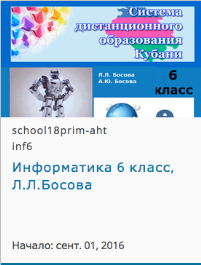 Система
дистанционного
образования
Кубани
Л.Л. Босова
А.Ю. Босова
6
класс
school18prim-aht
inf6
Информатика 6 класс,
Л.Л.Босова
Начало: сент. 01, 2016